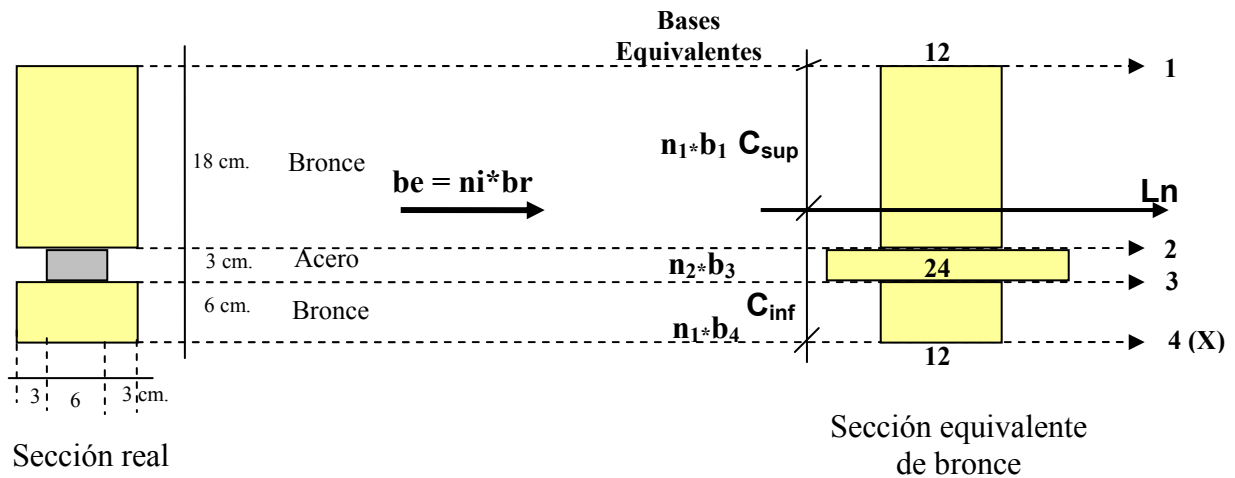 Bases
Equivalentes
12
1
18 cm.
Bronce
n₁*b₁
Csup
be = ni*br
Ln
2
3 cm.
Acero
n₂*b₃
24
3
6 cm.
Bronce
Cinf
n₁*b₄
4 (X)
12
3
6
3 cm.
Sección real
Sección equivalente
de bronce